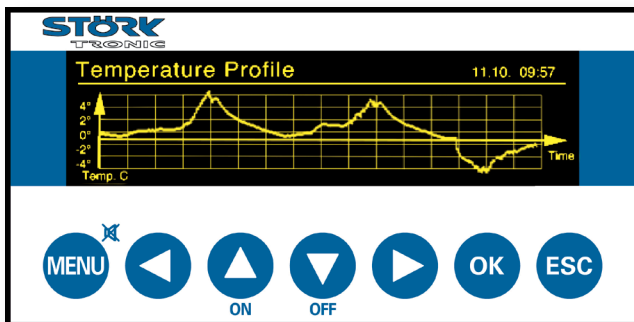 STÖRK
TRONIC
Temperature Profile 11.10. 09:57
4°
2°
0°
-2°
-4°
Time
Temp. C
MENU OK ESC
ON OFF